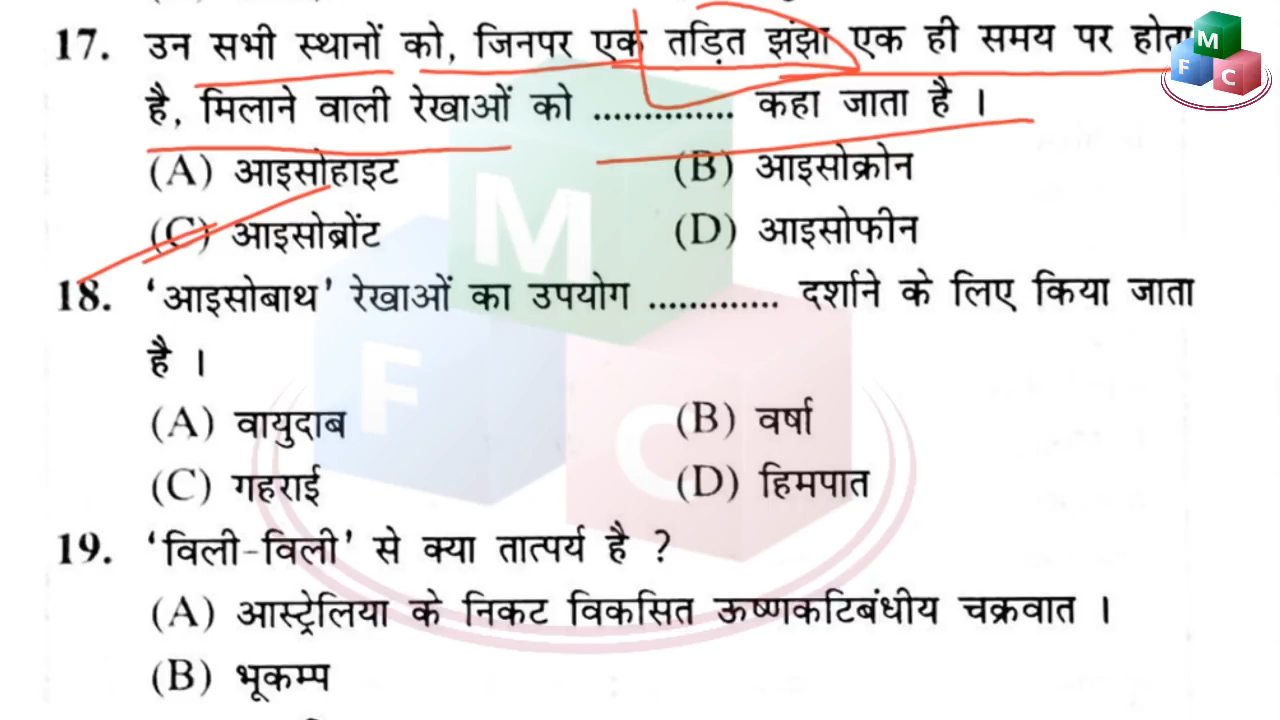 17. उन सभी स्थानों को, जिनपर एक तड़ित झंझा एक ही समय पर होता
है, मिलाने वाली रेखाओं को .............. कहा जाता है ।
(A) आइसोहाइट (B) आइसोक्रोन
(C) आइसोब्रोंट (D) आइसोफीन
18. ‘आइसोबाथ’ रेखाओं का उपयोग ............. दर्शाने के लिए किया जाता
है ।
(A) वायुदाब (B) वर्षा
(C) गहराई (D) हिमपात
19. ‘विली-विली’ से क्या तात्पर्य है ?
(A) आस्ट्रेलिया के निकट विकसित ऊष्णकटिबंधीय चक्रवात ।
(B) भूकम्प
M
F
C
M
F
C